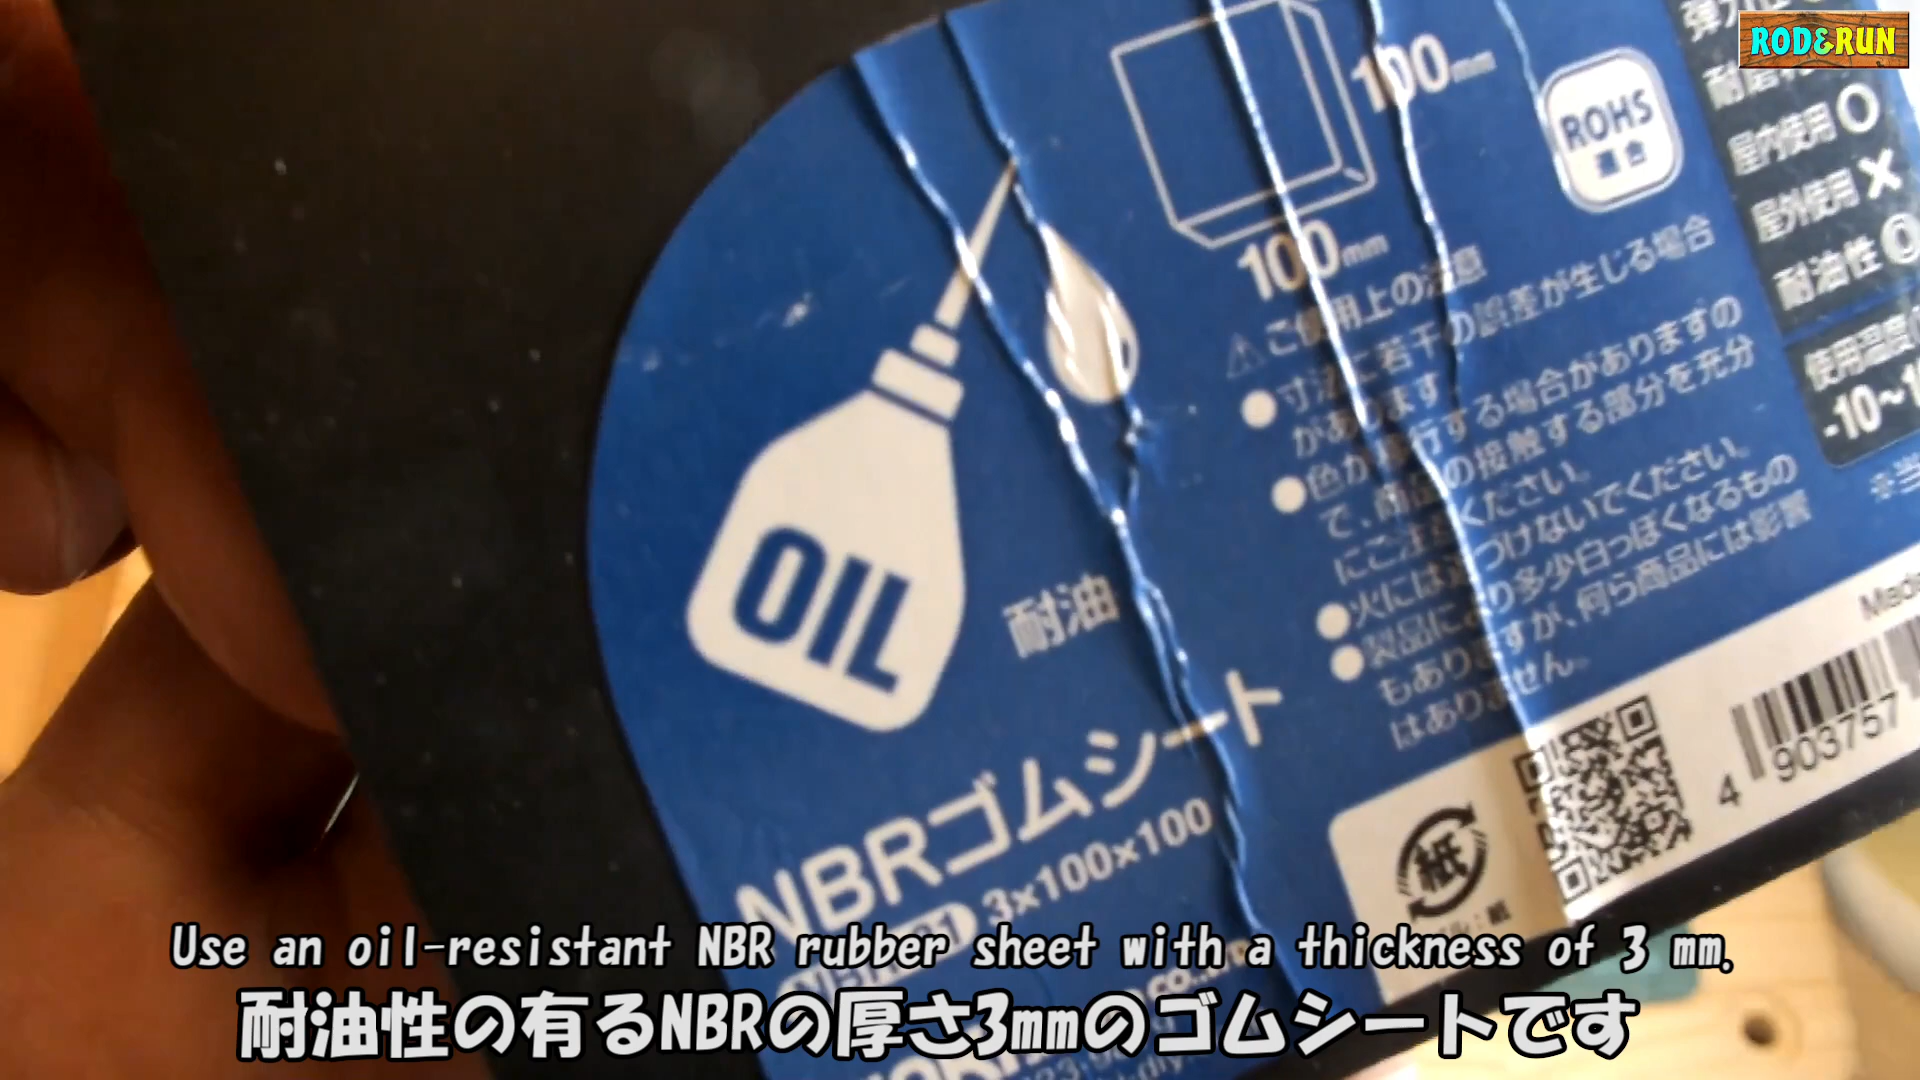 ROD&RUN
100mm
100mm
ROHS
適合
屋内使用 ○
屋外使用 ×
耐油性 ◎
使用温度
-10~
⚠ご使用上の注意
●寸法に若干の誤差が生じる場合
があります
●色が移行する場合がありますの
で、商品の接触する部分を充分
にご注意ください。
●火には近づけないでください。
●製品により多少白っぽくなるもの
もありますが、何ら商品には影響
はありません。
OIL
耐油
NBRゴムシート
3×100×100
紙
4 903757
Use an oil-resistant NBR rubber sheet with a thickness of 3 mm.
耐油性の有るNBRの厚さ3mmのゴムシートです